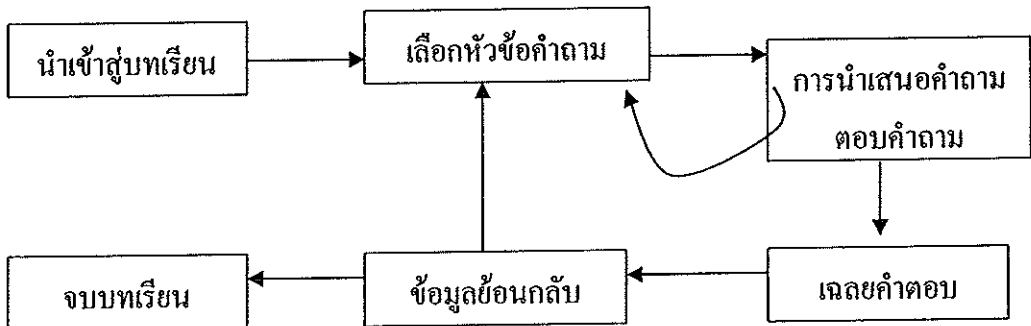 นำเข้าสู่บทเรียน
เลือกหัวข้อคำถาม
การนำเสนอคำถาม
ตอบคำถาม
จบบทเรียน
ข้อมูลย้อนกลับ
เฉลยคำตอบ